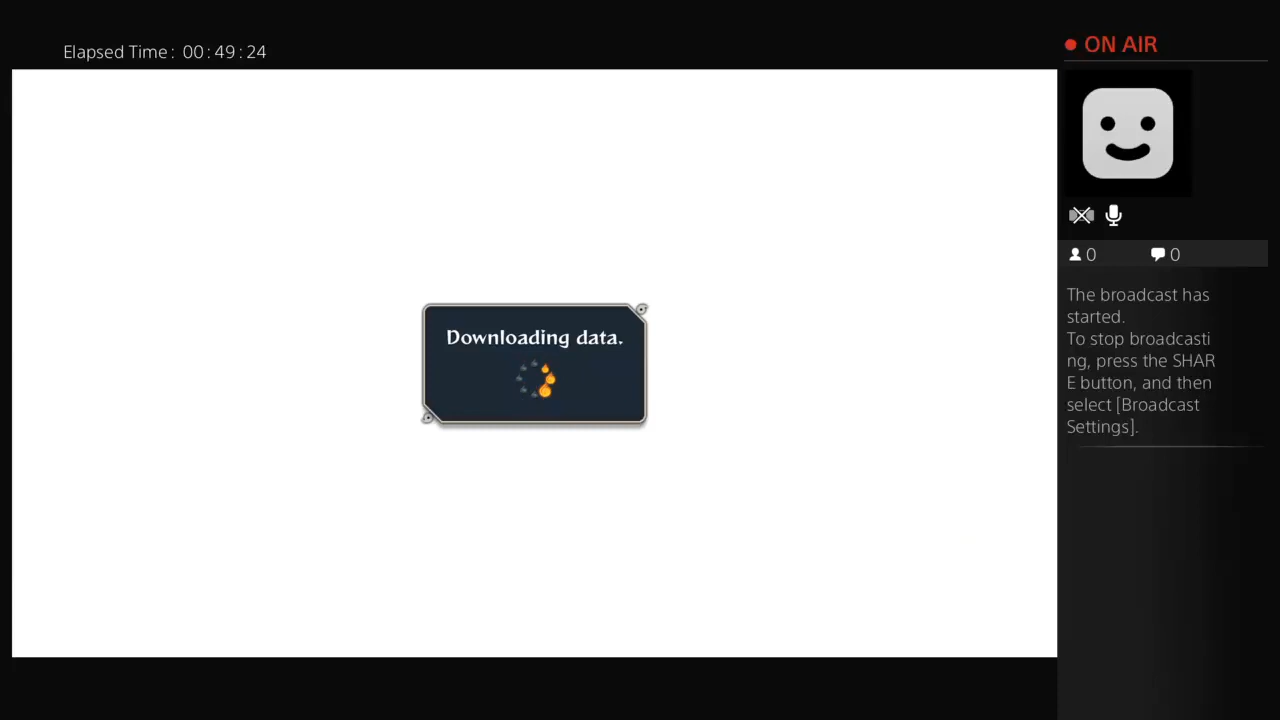 Elapsed Time: 00:49:24
ON AIR
Downloading data.
0 0
The broadcast has
started.
To stop broadcasti
ng, press the SHAR
E button, and then
select [Broadcast
Settings].